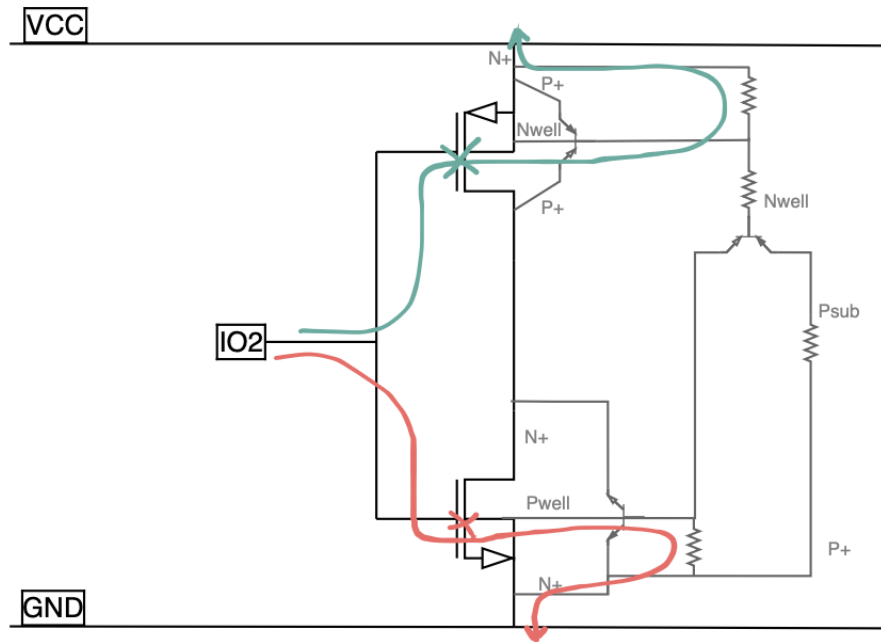 VCC
N+
P+
Nwell
P+
Nwell
Psub
IO2
N+
Pwell
P+
N+
GND